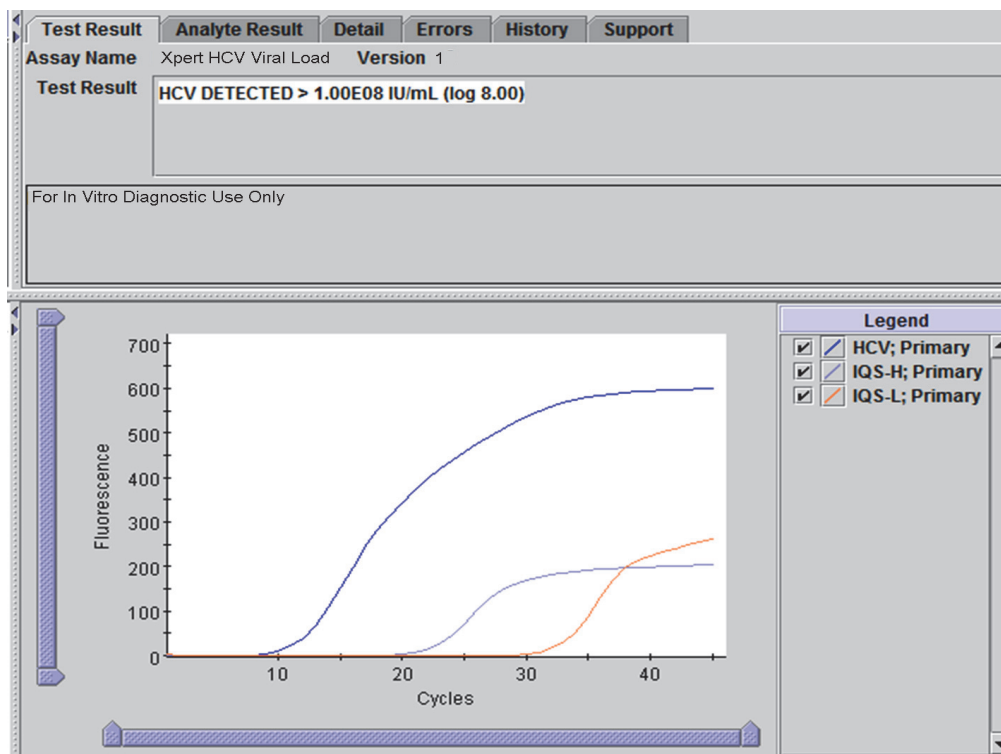 Test Result Analyte Result Detail Errors History Support
Assay Name Xpert HCV Viral Load Version 1
Test Result HCV DETECTED > 1.00E08 IU/mL (log 8.00)
For In Vitro Diagnostic Use Only
Legend
HCV; Primary
IQS-H; Primary
IQS-L; Primary
Fluorescence
700
600
500
400
300
200
100
0
10 20 30 40
Cycles